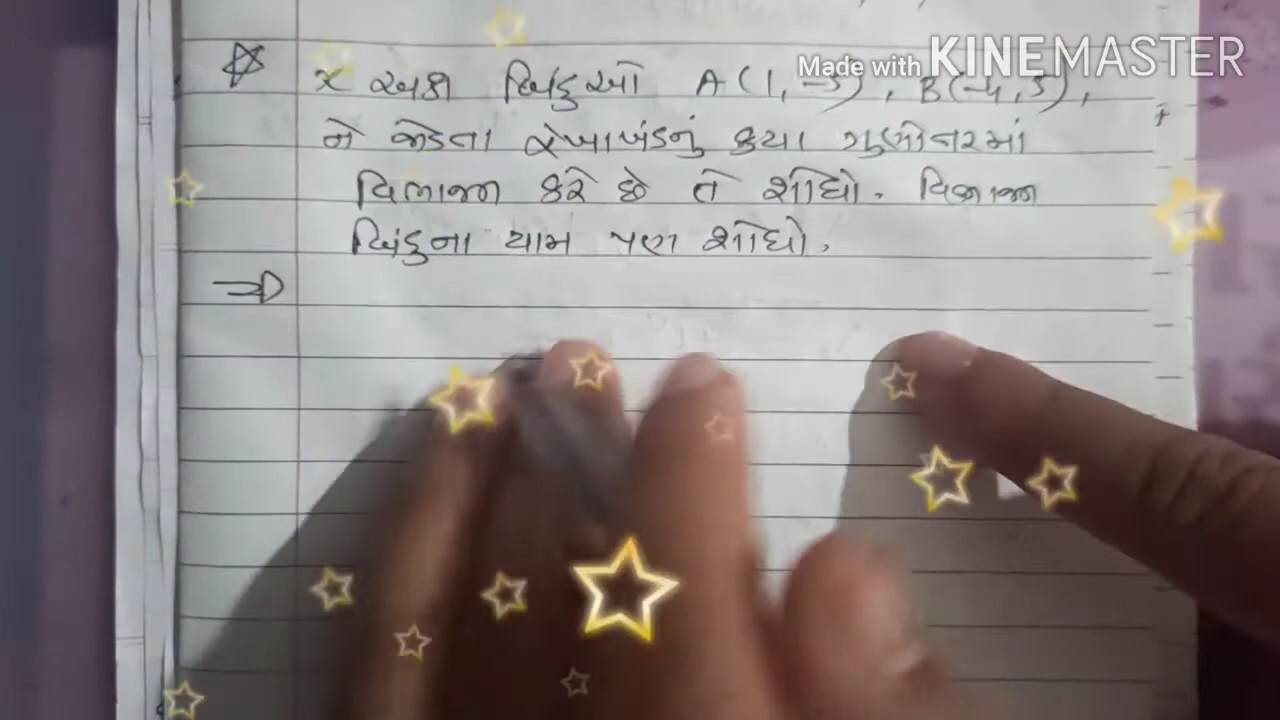 Made with KINEMASTER
x અક્ષ બિંદુઓ A(1,-5), B(-4,5),
ને જોડતા રેખાખંડનું કયા ગુણોત્તરમાં
વિભાજન કરે છે તે શોધો. વિભાજન
બિંદુના યામ પણ શોધો.